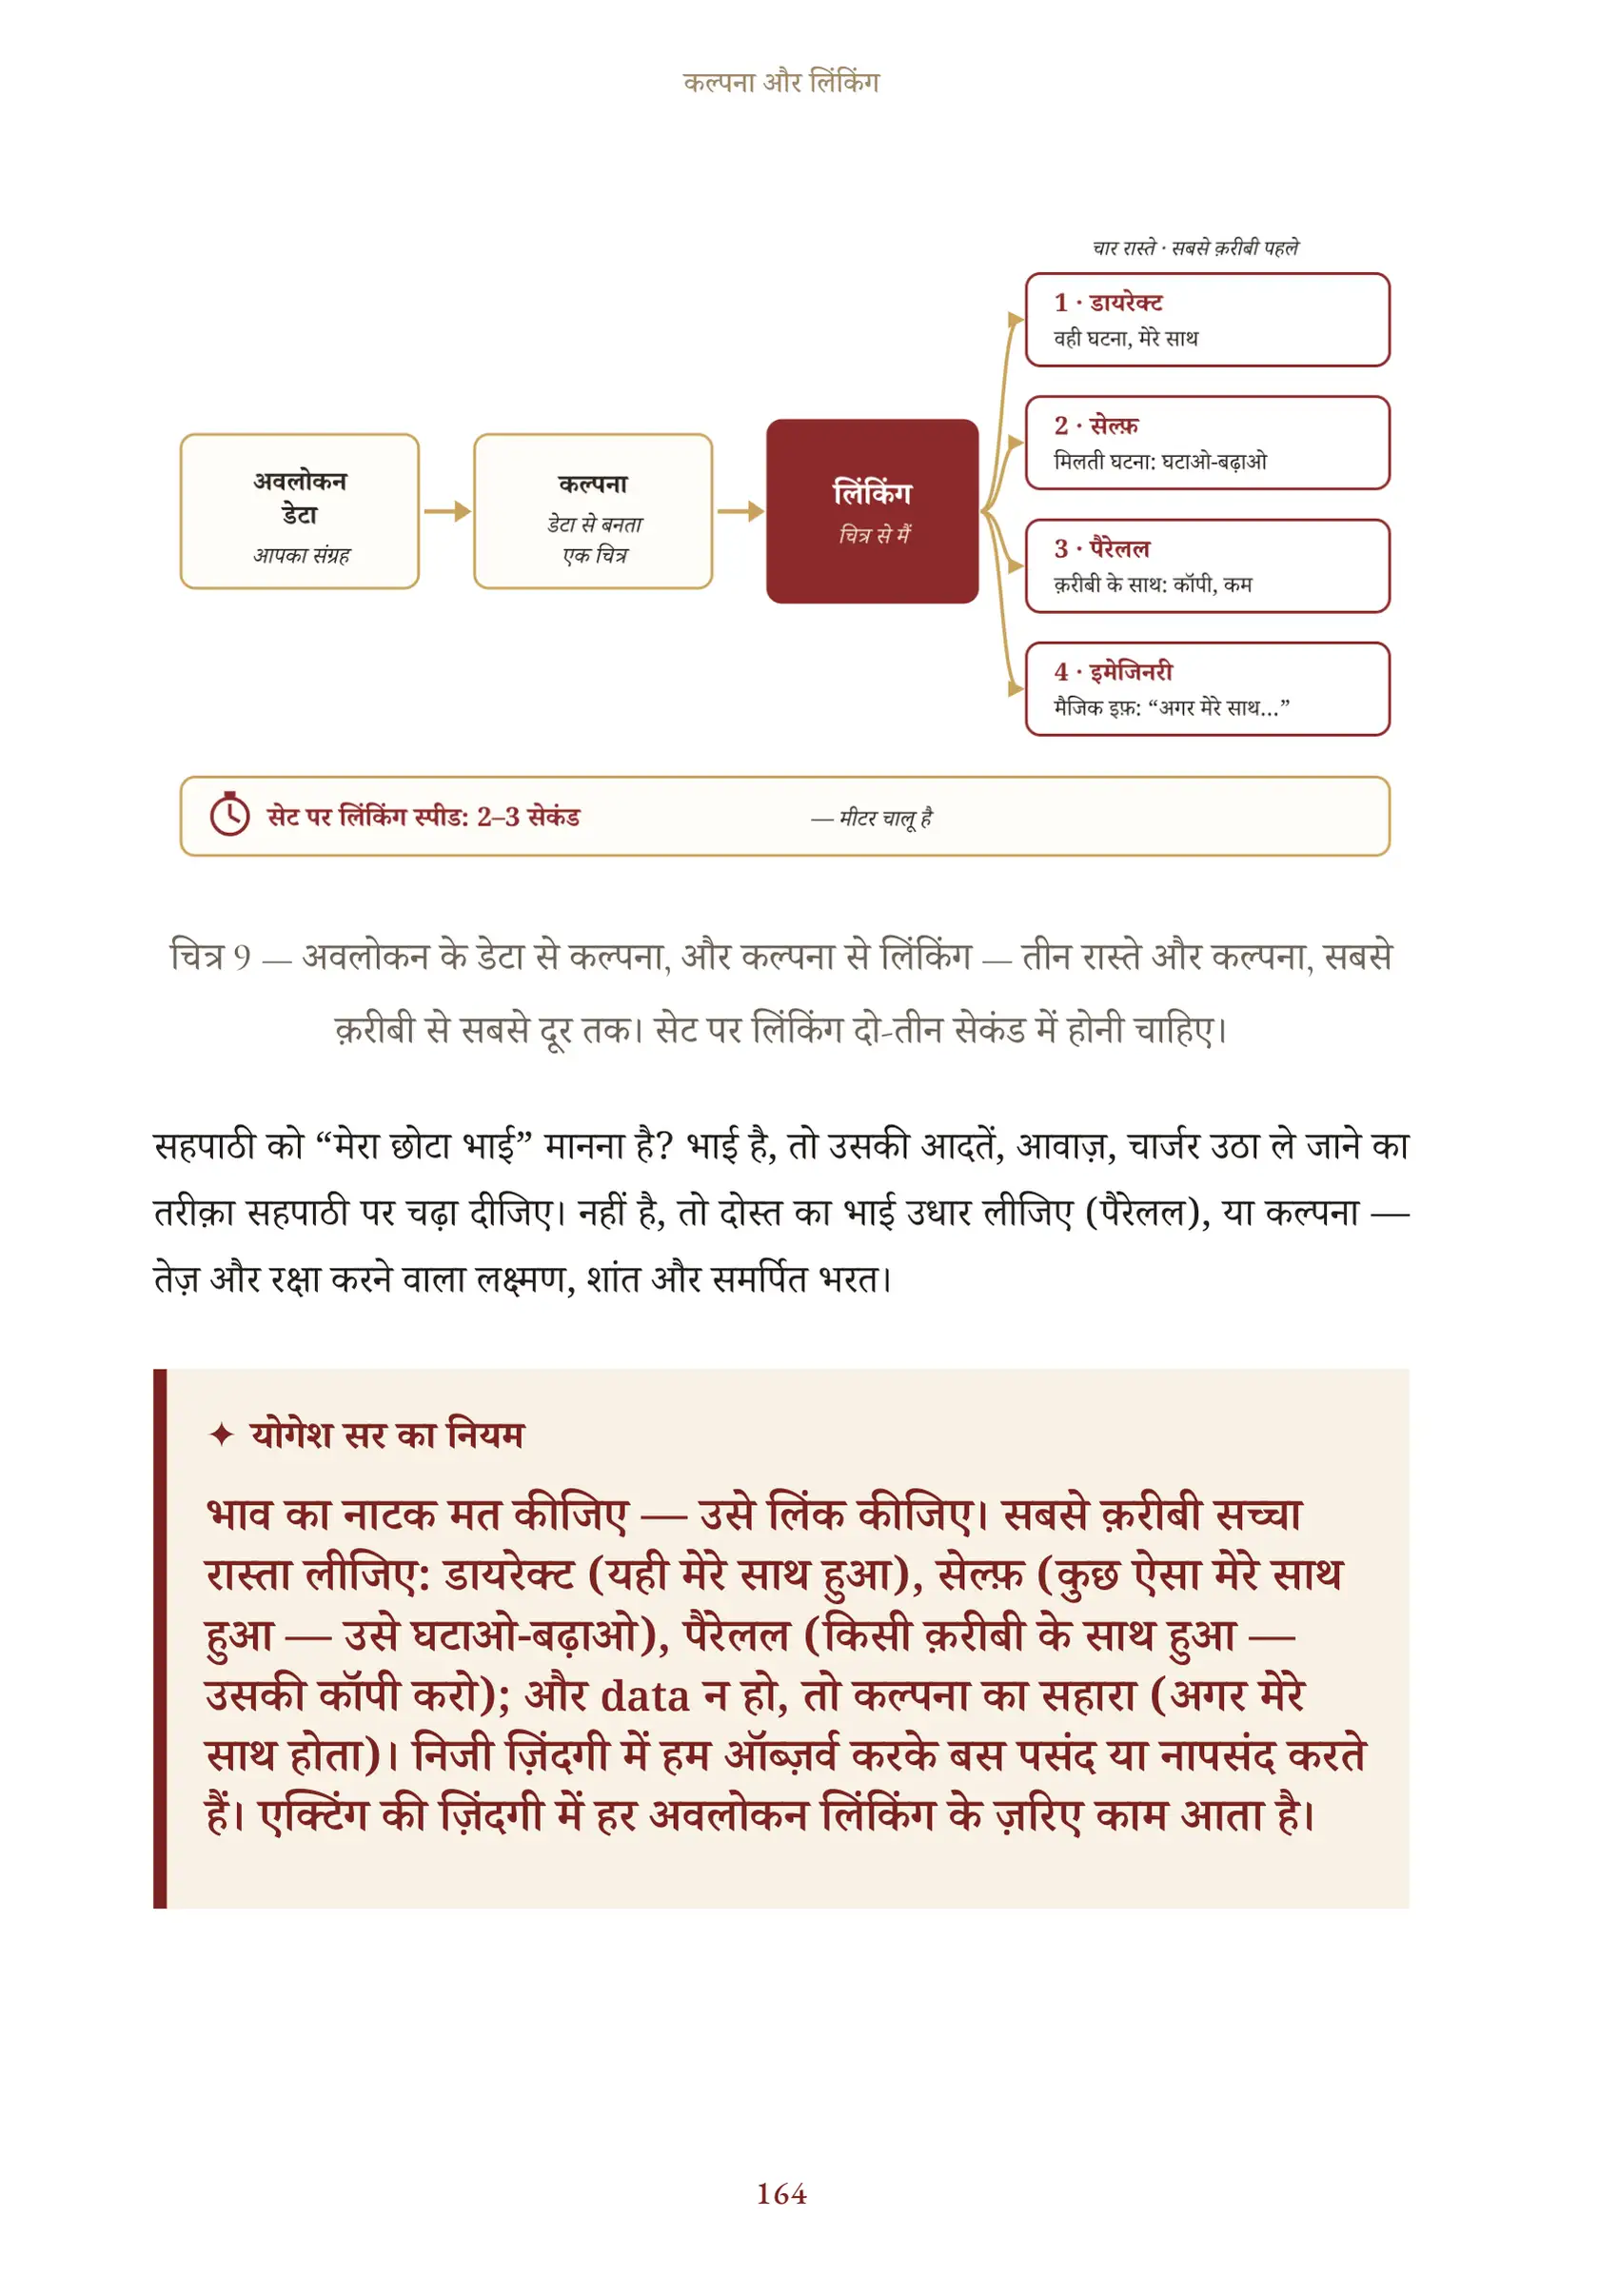 कल्पना और लिंकिंग
चार रास्ते · सबसे क़रीबी पहले
अवलोकन
डेटा
आपका संग्रह
कल्पना
डेटा से बनता
एक चित्र
लिंकिंग
चित्र से मैं
1 · डायरेक्ट
वही घटना, मेरे साथ
2 · सेल्फ़
मिलती घटना: घटाओ-बढ़ाओ
3 · पैरेलल
क़रीबी के साथ: कॉपी, कम
4 · इमेजिनरी
मैजिक इफ़: “अगर मेरे साथ…”
सेट पर लिंकिंग स्पीड: 2–3 सेकंड — मीटर चालू है
चित्र 9 — अवलोकन के डेटा से कल्पना, और कल्पना से लिंकिंग — तीन रास्ते और कल्पना, सबसे
क़रीबी से सबसे दूर तक। सेट पर लिंकिंग दो-तीन सेकंड में होनी चाहिए।
सहपाठी को “मेरा छोटा भाई” मानना है? भाई है, तो उसकी आदतें, आवाज़, चार्जर उठा ले जाने का
तरीक़ा सहपाठी पर चढ़ा दीजिए। नहीं है, तो दोस्त का भाई उधार लीजिए (पैरेलल), या कल्पना —
तेज़ और रक्षा करने वाला लक्ष्मण, शांत और समर्पित भरत।
✦ योगेश सर का नियम
भाव का नाटक मत कीजिए — उसे लिंक कीजिए। सबसे क़रीबी सच्चा
रास्ता लीजिए: डायरेक्ट (यही मेरे साथ हुआ), सेल्फ़ (कुछ ऐसा मेरे साथ
हुआ — उसे घटाओ-बढ़ाओ), पैरेलल (किसी क़रीबी के साथ हुआ —
उसकी कॉपी करो); और data न हो, तो कल्पना का सहारा (अगर मेरे
साथ होता)। निजी ज़िंदगी में हम ऑब्ज़र्व करके बस पसंद या नापसंद करते
हैं। एक्टिंग की ज़िंदगी में हर अवलोकन लिंकिंग के ज़रिए काम आता है।
164